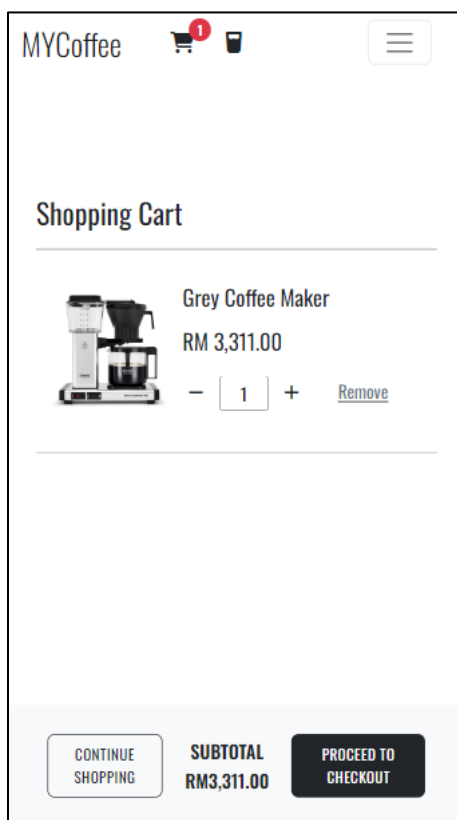 MYCoffee
1
Shopping Cart
Grey Coffee Maker
RM 3,311.00
− 1 + Remove
CONTINUE
SHOPPING
SUBTOTAL
RM3,311.00
PROCEED TO
CHECKOUT